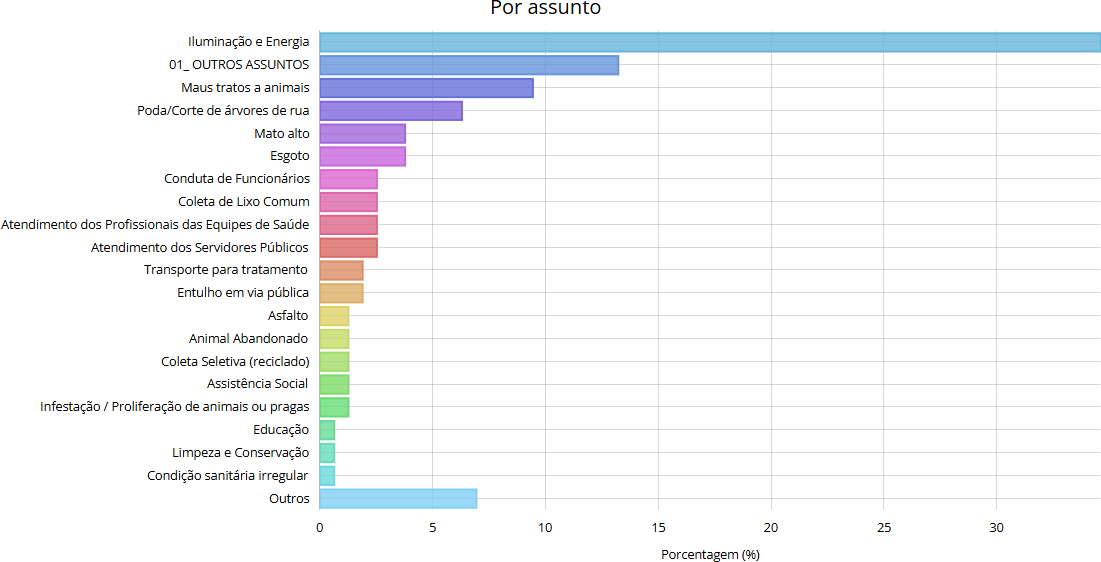 Por assunto
Iluminação e Energia
01_ OUTROS ASSUNTOS
Maus tratos a animais
Poda/Corte de árvores de rua
Mato alto
Esgoto
Conduta de Funcionários
Coleta de Lixo Comum
Atendimento dos Profissionais das Equipes de Saúde
Atendimento dos Servidores Públicos
Transporte para tratamento
Entulho em via pública
Asfalto
Animal Abandonado
Coleta Seletiva (reciclado)
Assistência Social
Infestação / Proliferação de animais ou pragas
Educação
Limpeza e Conservação
Condição sanitária irregular
Outros
0 5 10 15 20 25 30
Porcentagem (%)